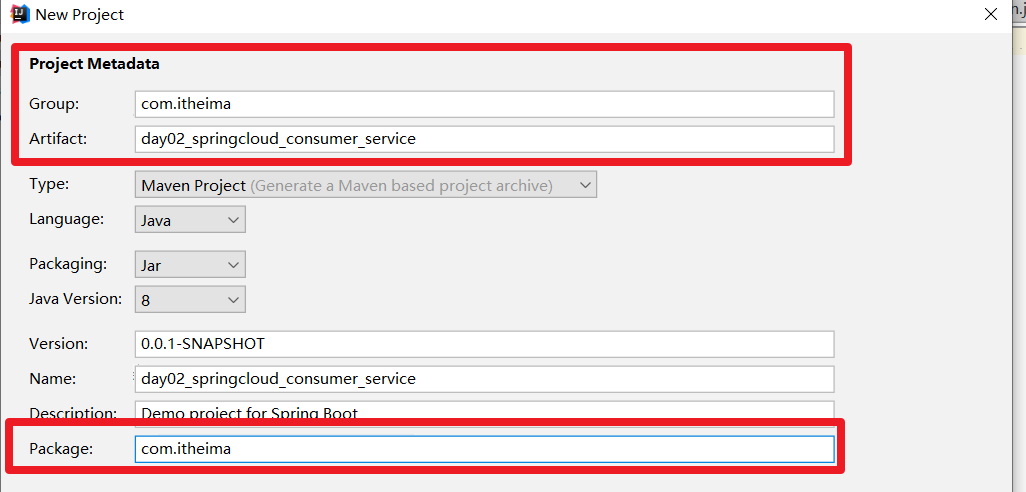 New Project
Project Metadata
Group: com.itheima
Artifact: day02_springcloud_consumer_service
Type: Maven Project (Generate a Maven based project archive)
Language: Java
Packaging: Jar
Java Version: 8
Version: 0.0.1-SNAPSHOT
Name: day02_springcloud_consumer_service
Description: Demo project for Spring Boot
Package: com.itheima